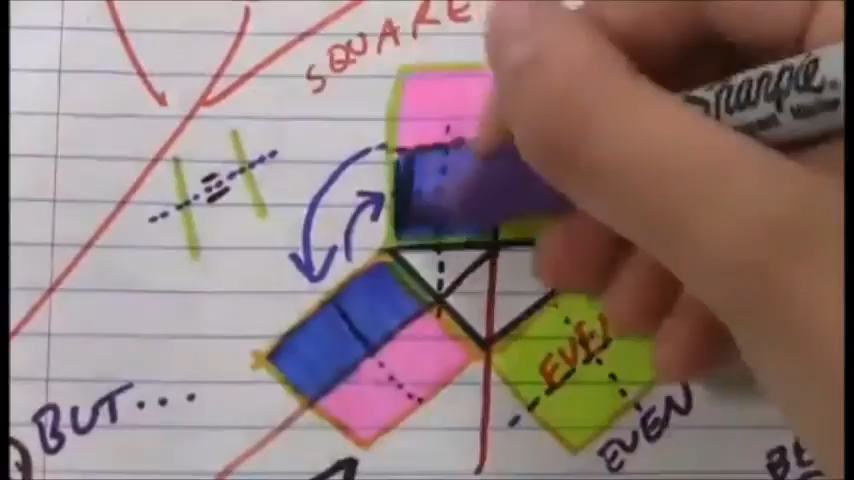 SQUARE
Sharpie.
EVEN
BUT...
EVEN